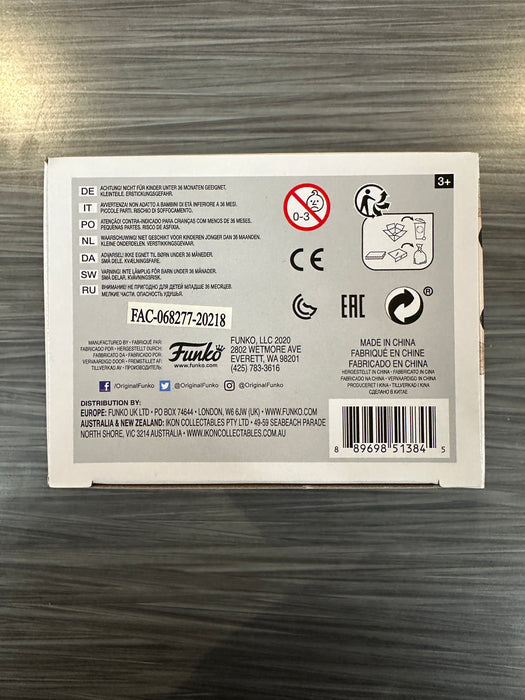 DE ACHTUNG! NICHT FÜR KINDER UNTER 36 MONATEN GEEIGNET. KLEINTEILE. ERSTICKUNGSGEFAHR.
IT AVVERTENZA! NON ADATTO A BAMBINI DI ETÀ INFERIORE A 36 MESI. PICCOLE PARTI. RISCHIO DI SOFFOCAMENTO.
PO ATENÇÃO! CONTRA-INDICADO PARA CRIANÇAS COM MENOS DE 36 MESES. PEQUENAS PARTES. RISCO DE ASFIXIA.
NL WAARSCHUWING! NIET GESCHIKT VOOR KINDEREN JONGER DAN 36 MAANDEN. KLEINE ONDERDELEN. VERSTIKKINGSGEVAAR.
DA ADVARSEL! IKKE EGNET TIL BØRN UNDER 36 MÅNEDER. SMÅ DELE. KVÆLNINGSFARE.
SW VARNING! INTE LÄMPLIG FÖR BARN UNDER 36 MÅNADER. SMÅ DELAR. KVÄVNINGSRISK.
RU ВНИМАНИЕ! НЕ ПРИГОДНО ДЛЯ ДЕТЕЙ МЛАДШЕ 36 МЕСЯЦЕВ. МЕЛКИЕ ЧАСТИ. ОПАСНОСТЬ УДУШЬЯ.
0-3
3+
CE
EAC
®
FAC-068277-20218
MANUFACTURED BY • FABRIQUÉ PAR:
FABRICADO POR • HERGESTELLT DURCH:
FABBRICATO DA • FABRICADO POR:
VERVAARDIGD DOOR • FREMSTILLET AF:
TILLVERKAD AV
Funko®
www.funko.com
FUNKO, LLC 2020
2802 WETMORE AVE
EVERETT, WA 98201
(425) 783-3616
MADE IN CHINA
FABRIQUÉ EN CHINE
FABRICADO EN CHINA
HERGESTELLT IN CHINA • FABBRICATO IN CINA
FABRICADO NA CHINA • VERVAARDIGD IN CHINA
PRODUCERET I KINA • TILLVERKAD I KINA
СДЕЛАНО В КИТАЕ
/OriginalFunko @OriginalFunko @OriginalFunko
DISTRIBUTION BY:
EUROPE: FUNKO UK LTD • PO BOX 74644 • LONDON, W6 6JW (UK) • WWW.FUNKO.COM
AUSTRALIA & NEW ZEALAND: IKON COLLECTABLES PTY LTD • 49-59 SEABEACH PARADE
NORTH SHORE, VIC 3214 AUSTRALIA • WWW.IKONCOLLECTABLES.COM.AU
8 89698 51384 5